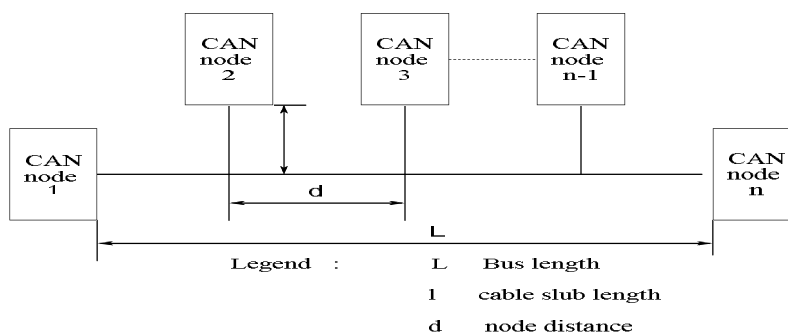 CAN
node
2
CAN
node
3
CAN
node
n-1
CAN
node
1
CAN
node
n
d
L
Legend :
L Bus length
l cable slub length
d node distance